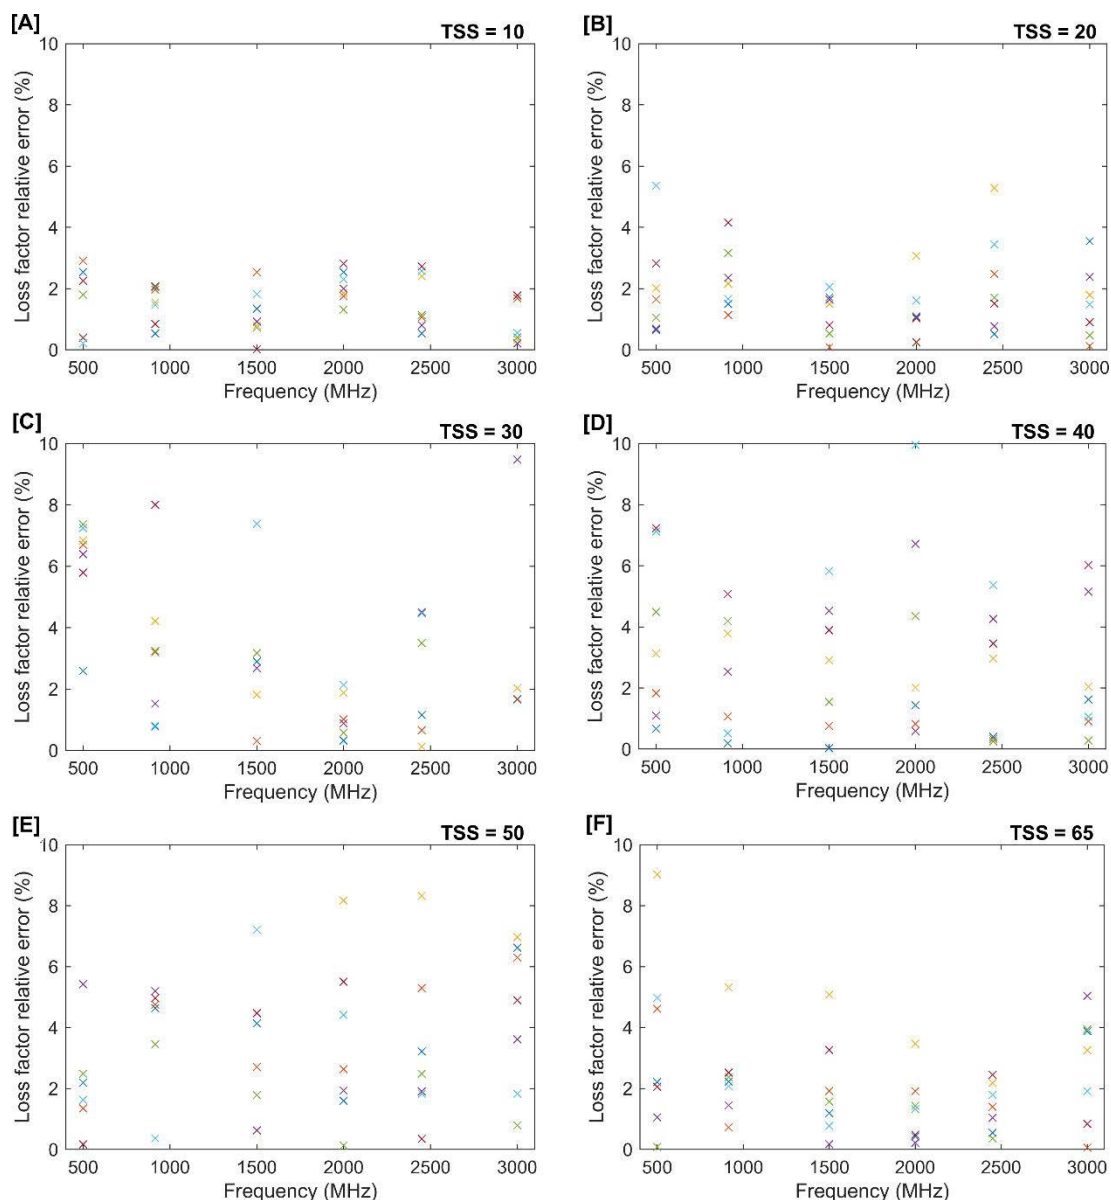 [A] TSS = 10
Loss factor relative error (%)
10
8
6
4
2
0
500 1000 1500 2000 2500 3000
Frequency (MHz)
[B] TSS = 20
Loss factor relative error (%)
10
8
6
4
2
0
500 1000 1500 2000 2500 3000
Frequency (MHz)
[C] TSS = 30
Loss factor relative error (%)
10
8
6
4
2
0
500 1000 1500 2000 2500 3000
Frequency (MHz)
[D] TSS = 40
Loss factor relative error (%)
10
8
6
4
2
0
500 1000 1500 2000 2500 3000
Frequency (MHz)
[E] TSS = 50
Loss factor relative error (%)
10
8
6
4
2
0
500 1000 1500 2000 2500 3000
Frequency (MHz)
[F] TSS = 65
Loss factor relative error (%)
10
8
6
4
2
0
500 1000 1500 2000 2500 3000
Frequency (MHz)